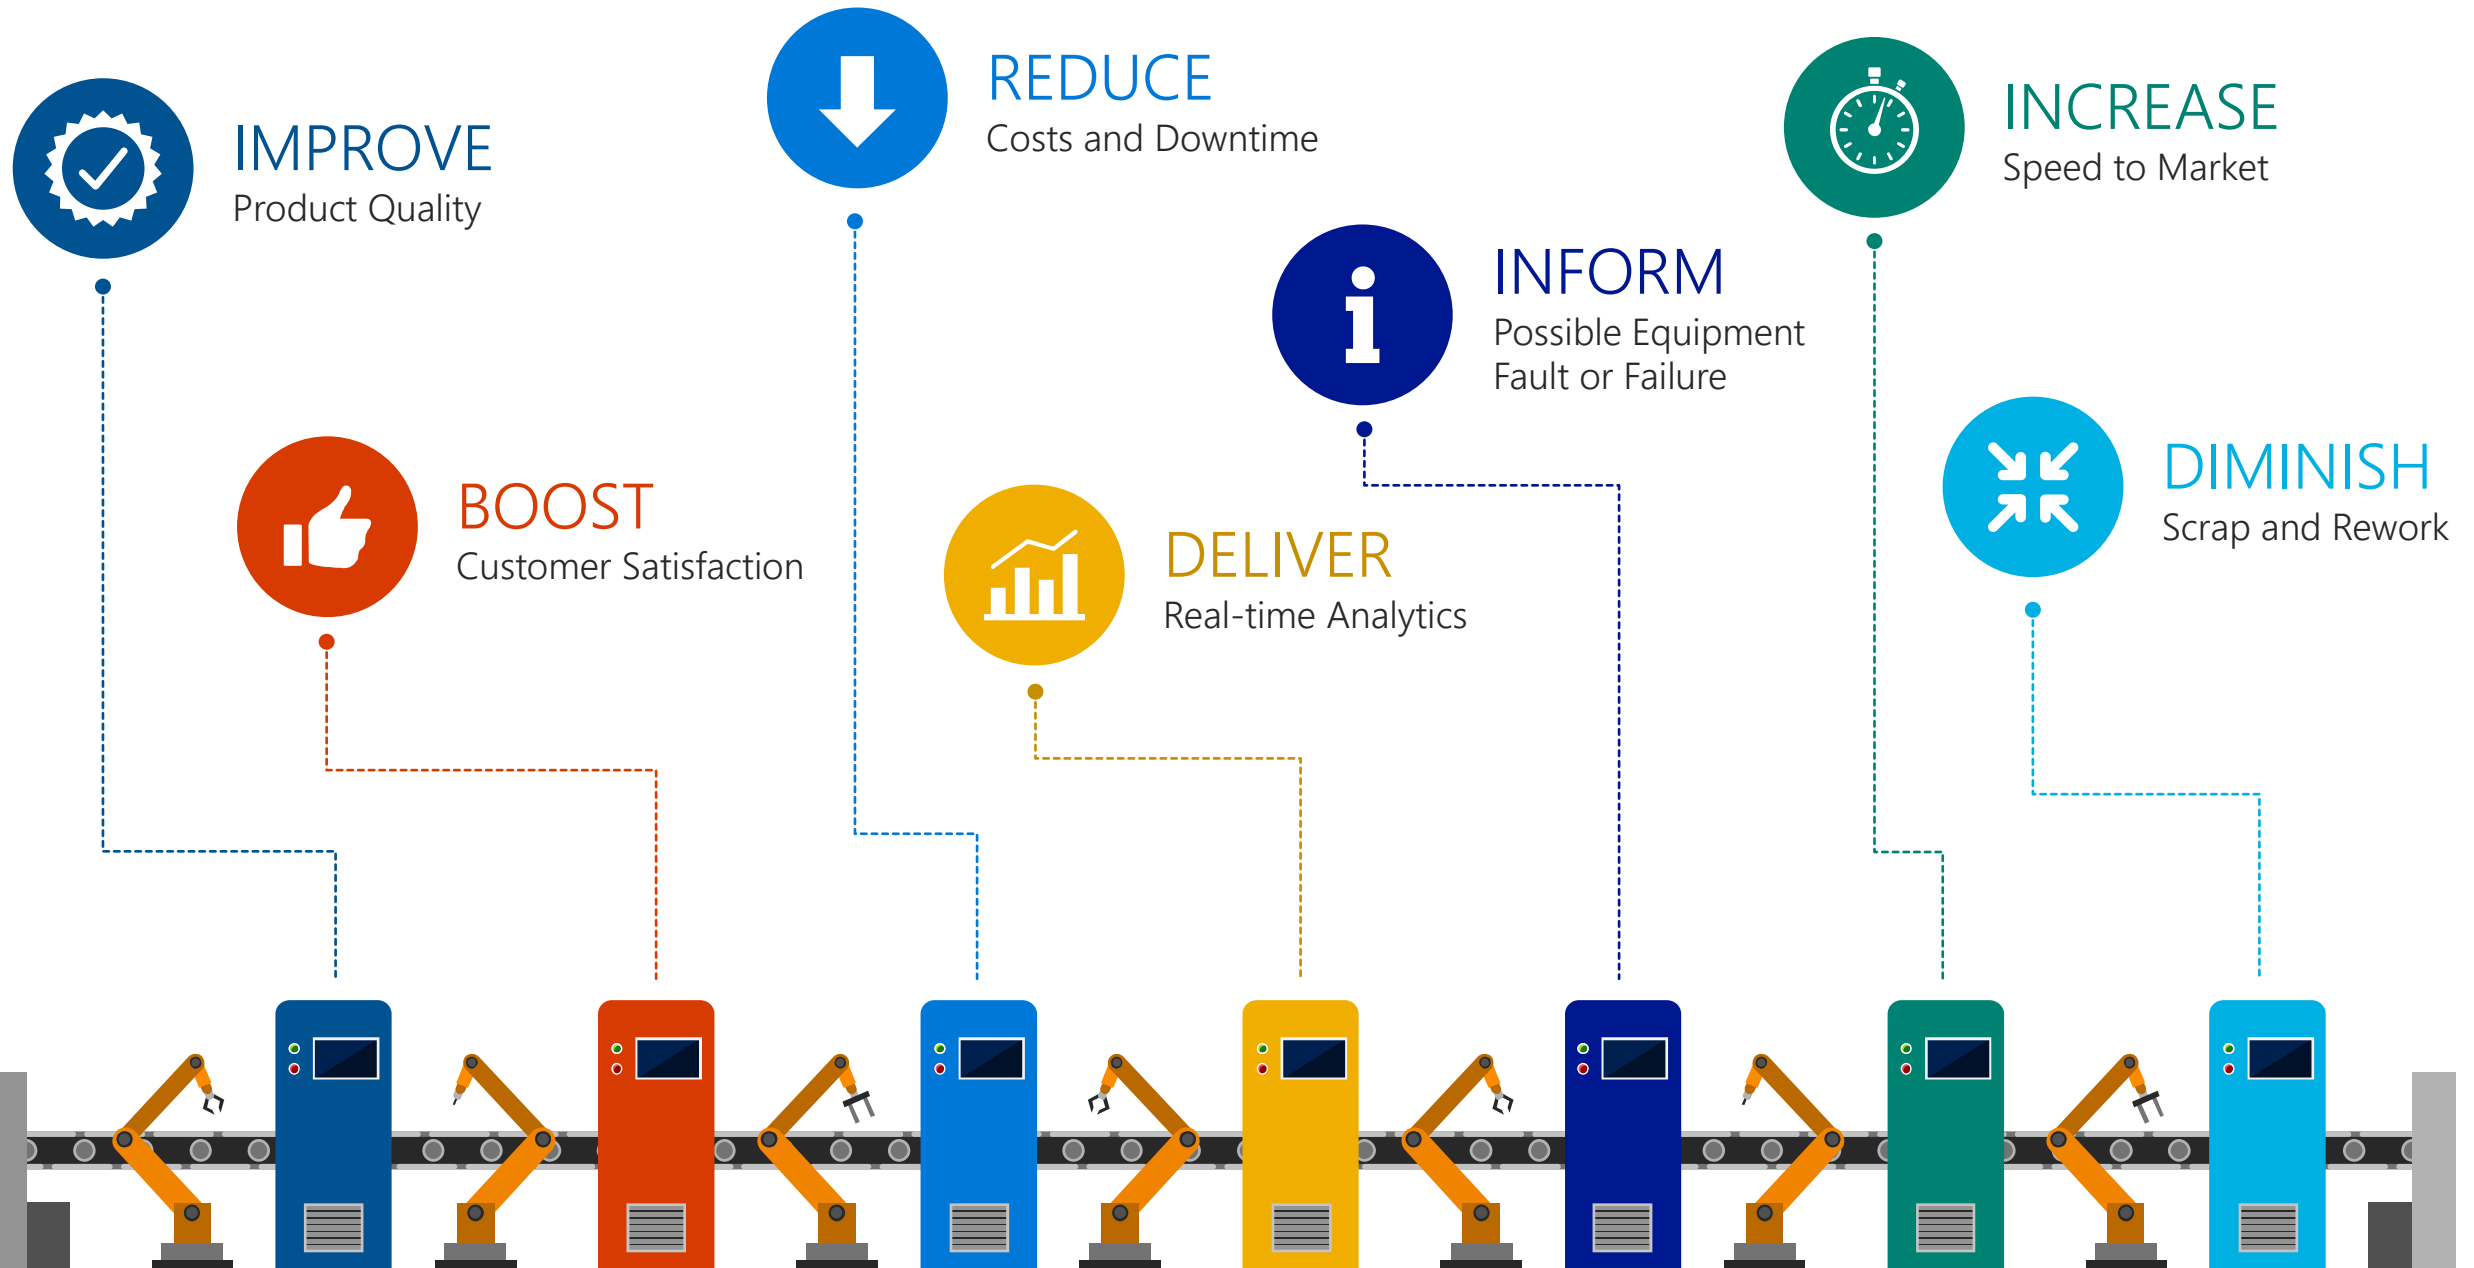 IMPROVE
Product Quality
BOOST
Customer Satisfaction
REDUCE
Costs and Downtime
DELIVER
Real-time Analytics
INFORM
Possible Equipment
Fault or Failure
INCREASE
Speed to Market
DIMINISH
Scrap and Rework